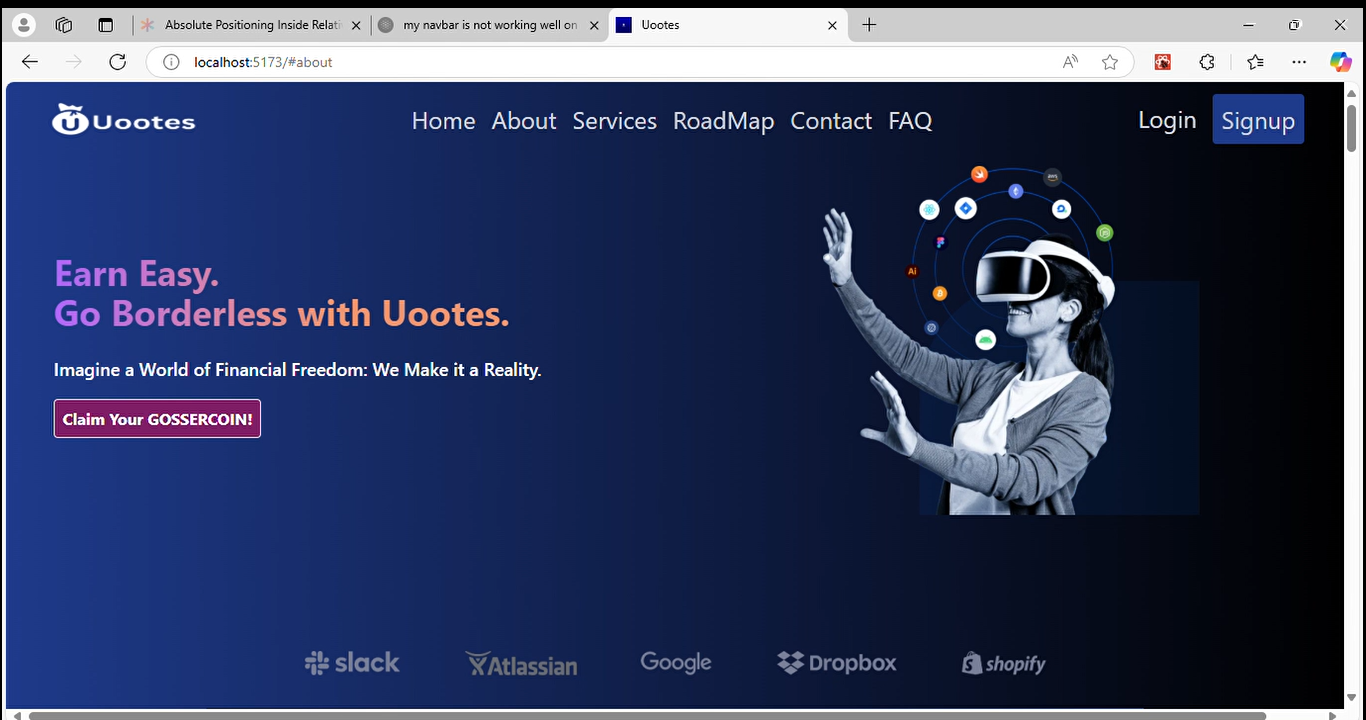 Absolute Positioning Inside Relati
my navbar is not working well on
Uootes
localhost:5173/#about
Uootes
Home About Services RoadMap Contact FAQ
Login Signup
aws
Ai
Earn Easy.
Go Borderless with Uootes.
Imagine a World of Financial Freedom: We Make it a Reality.
Claim Your GOSSERCOIN!
slack Atlassian Google Dropbox shopify